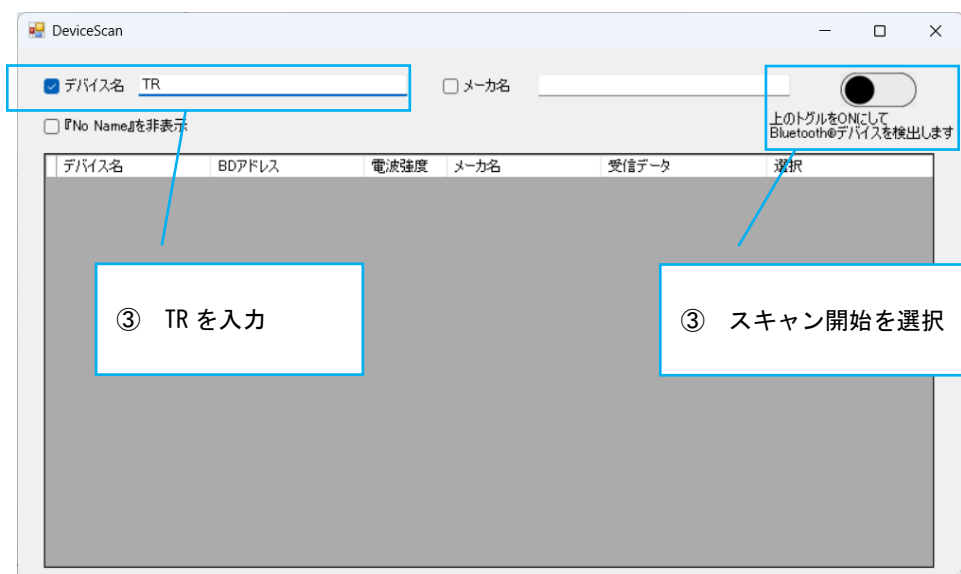 DeviceScan
デバイス名 TR
メーカ名
『No Name』を非表示
上のトグルをONにして
Bluetooth®デバイスを検出します
デバイス名 BDアドレス 電波強度 メーカ名 受信データ 選択
③ TRを入力
③ スキャン開始を選択